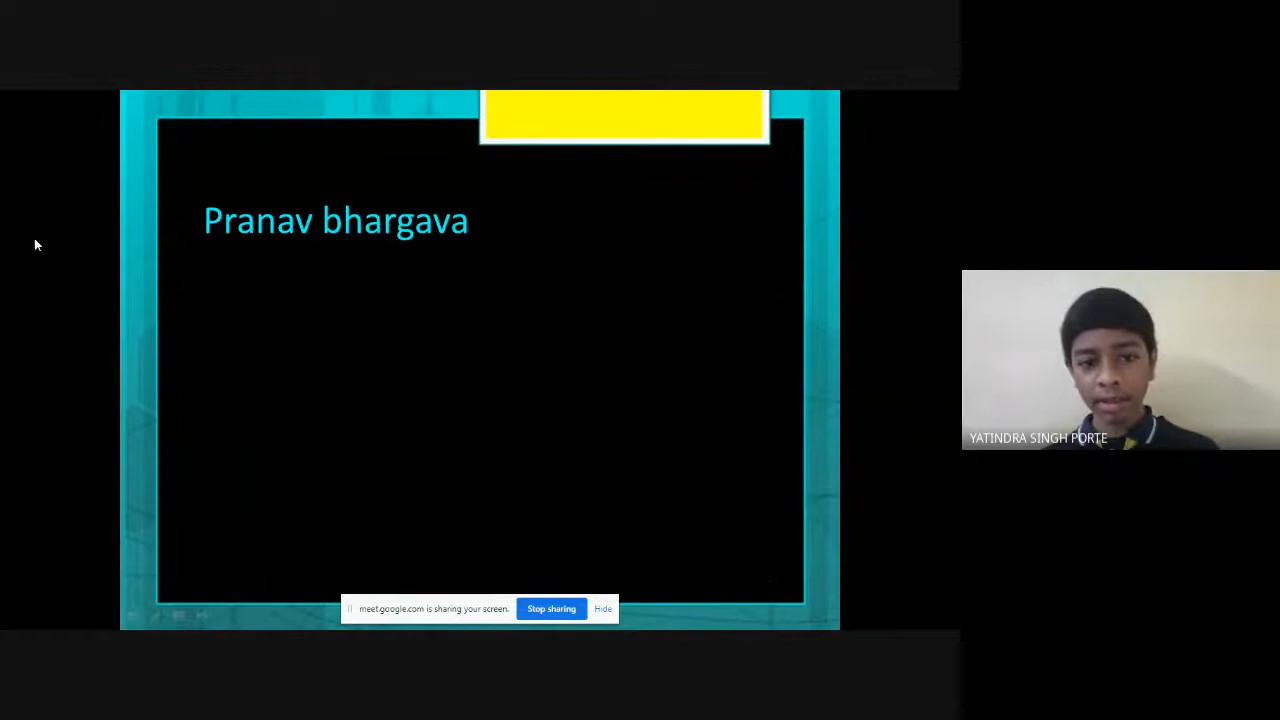 Pranav bhargava
YATINDRA SINGH PORTE
meet.google.com is sharing your screen.
Stop sharing
Hide